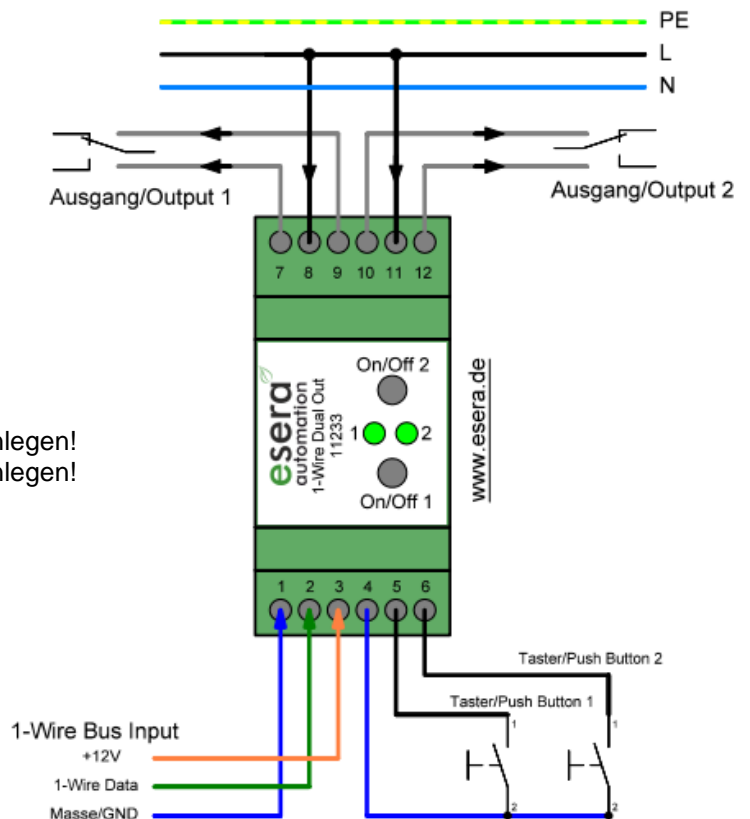 PE
L
N
Ausgang/Output 1
Ausgang/Output 2
7 8 9 10 11 12
On/Off 2
esera
automation
1-Wire Dual Out
11233
1 2
On/Off 1
www.esera.de
nlegen!
nlegen!
1 2 3 4 5 6
Taster/Push Button 2
Taster/Push Button 1
1 1
1-Wire Bus Input
+12V
1-Wire Data
Masse/GND
2 2